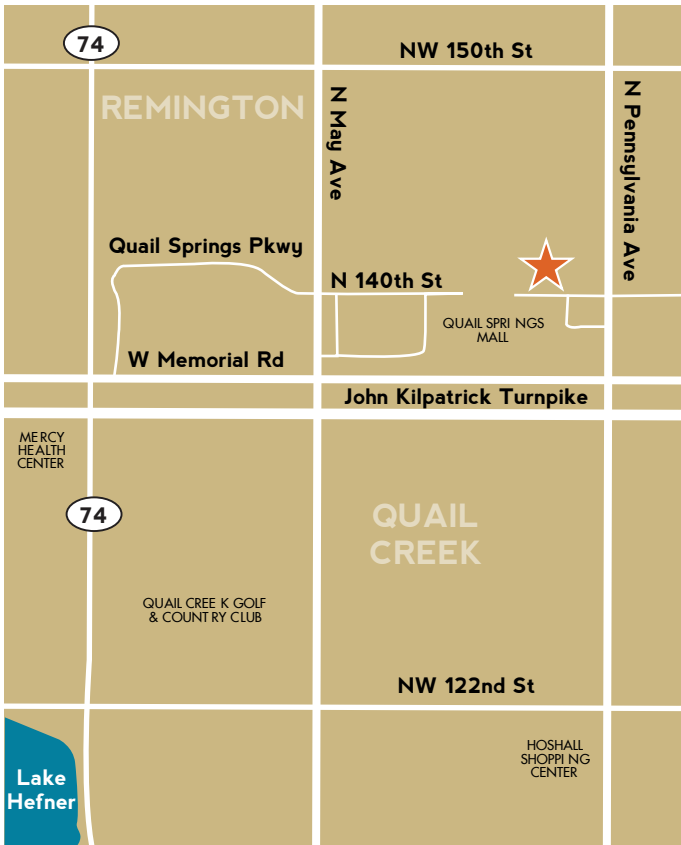 74
NW 150th St
REMINGTON
N May Ave
N Pennsylvania Ave
Quail Springs Pkwy
N 140th St
QUAIL SPRI NGS
MALL
W Memorial Rd
John Kilpatrick Turnpike
MERCY
HEALTH
CENTER
74
QUAIL
CREEK
QUAIL CREE K GOLF
& COUNT RY CLUB
NW 122nd St
HOSHALL
SHOPPI NG
CENTER
Lake
Hefner